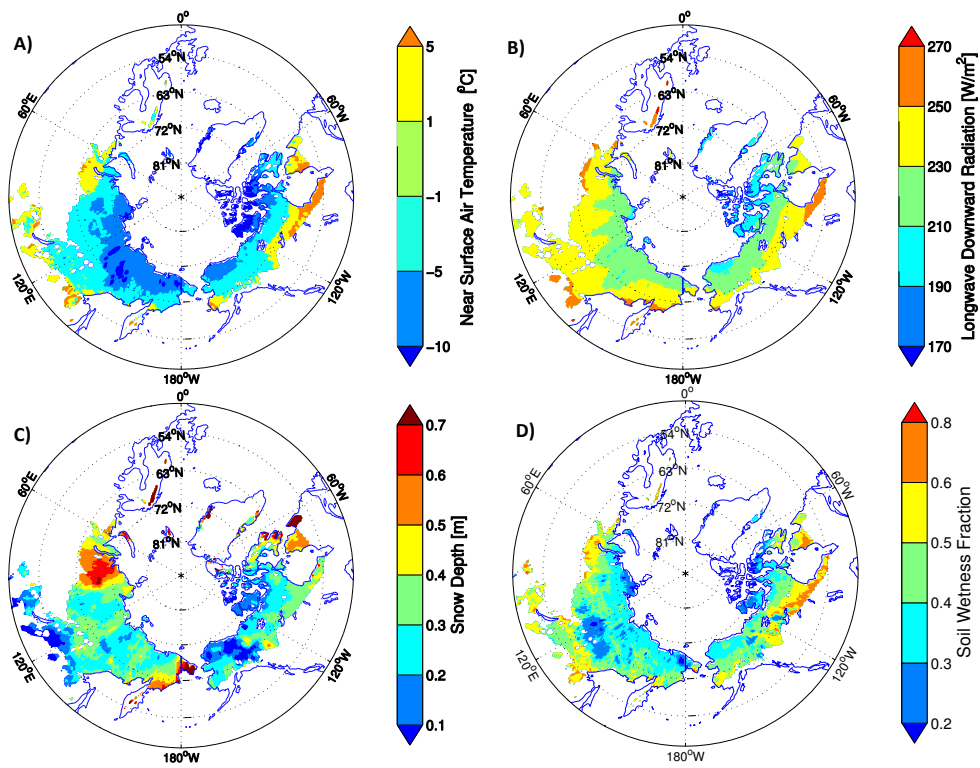 A)
0°
54°N
63°N
72°N
81°N
60°E
60°W
120°E
120°W
180°W
5
1
−1
−5
−10
Near Surface Air Temperature [⁰C]
B)
0°
54°N
63°N
72°N
81°N
60°E
60°W
120°E
120°W
180°W
270
250
230
210
190
170
Longwave Downward Radiation [W/m²]
C)
0°
54°N
63°N
72°N
81°N
60°E
60°W
120°E
120°W
180°W
0.7
0.6
0.5
0.4
0.3
0.2
0.1
Snow Depth [m]
D)
0°
54°N
63°N
72°N
81°N
60°E
60°W
120°E
120°W
180°W
0.8
0.6
0.5
0.4
0.3
0.2
Soil Wetness Fraction